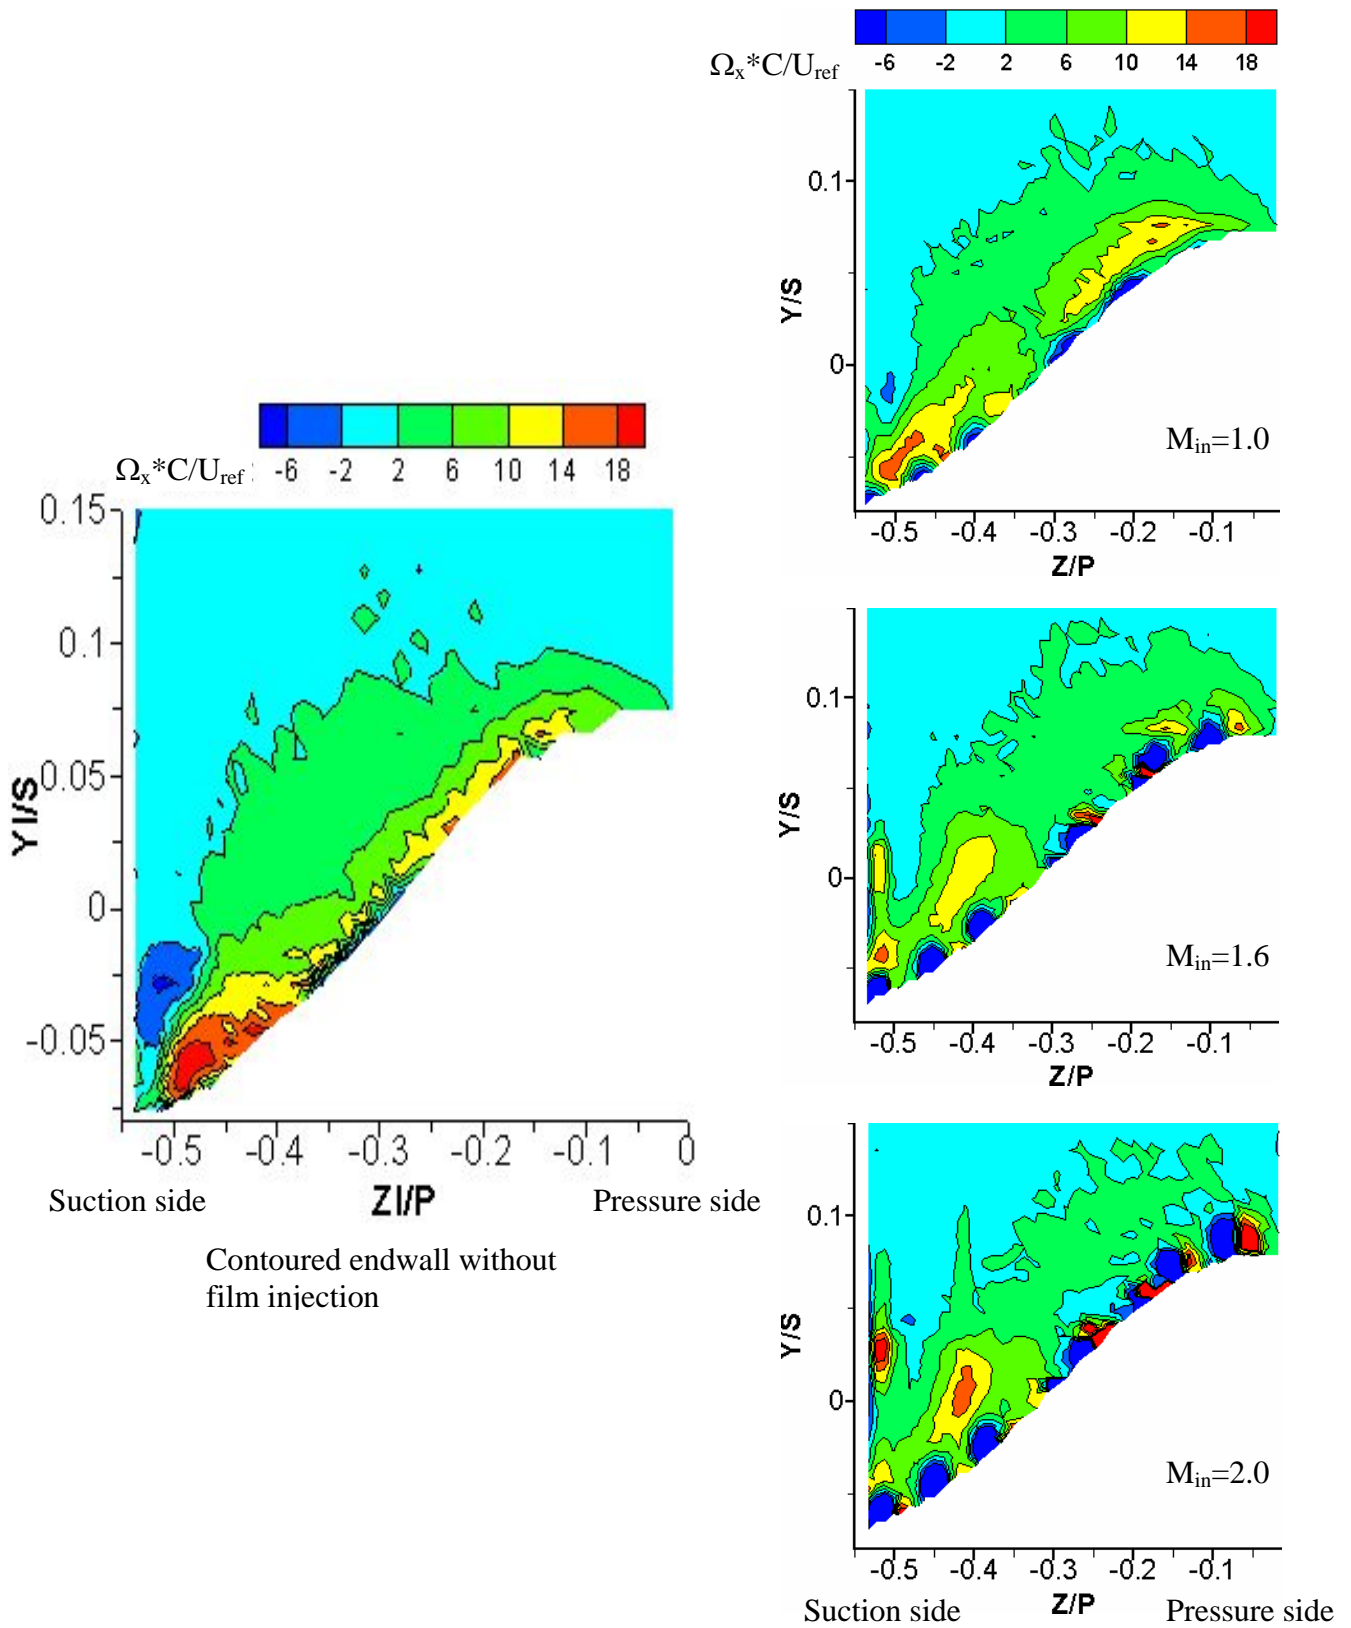 -6 -2 2 6 10 14 18
Ωx*C/Uref
0.1
0
Y/S
Min=1.0
-0.5 -0.4 -0.3 -0.2 -0.1
Z/P
Ωx*C/Uref
-6 -2 2 6 10 14 18
0.15
0.1
0.05
0
-0.05
YI/S
-0.5 -0.4 -0.3 -0.2 -0.1 0
Suction side
ZI/P
Pressure side
Contoured endwall without
film injection
0.1
0
Y/S
Min=1.6
-0.5 -0.4 -0.3 -0.2 -0.1
Z/P
0.1
0
Y/S
Min=2.0
-0.5 -0.4 -0.3 -0.2 -0.1
Suction side
Z/P
Pressure side